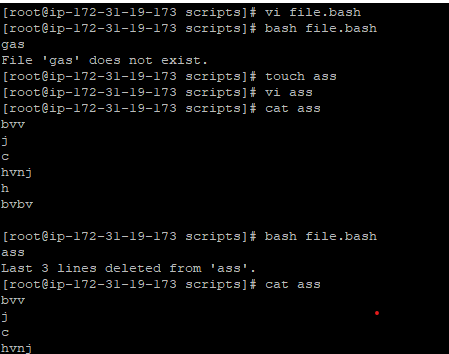 [root@ip-172-31-19-173 scripts]# vi file.bash
[root@ip-172-31-19-173 scripts]# bash file.bash
gas
File 'gas' does not exist.
[root@ip-172-31-19-173 scripts]# touch ass
[root@ip-172-31-19-173 scripts]# vi ass
[root@ip-172-31-19-173 scripts]# cat ass
bvv
j
c
hvnj
h
bvbv
[root@ip-172-31-19-173 scripts]# bash file.bash
ass
Last 3 lines deleted from 'ass'.
[root@ip-172-31-19-173 scripts]# cat ass
bvv
j
c
hvnj